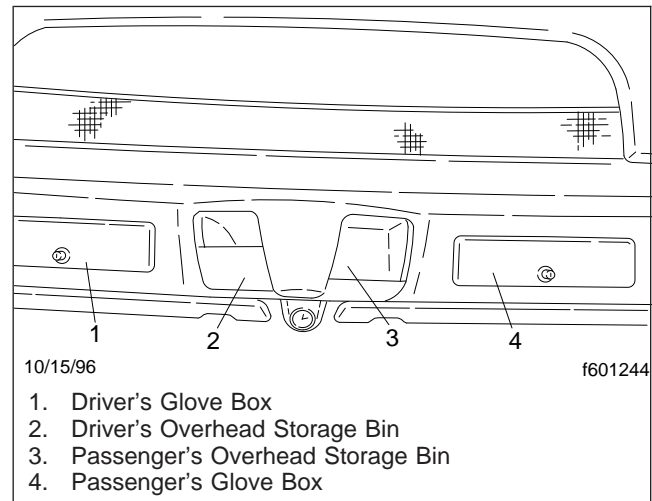 1 2 3 4
10/15/96 f601244
1. Driver's Glove Box
2. Driver's Overhead Storage Bin
3. Passenger's Overhead Storage Bin
4. Passenger's Glove Box